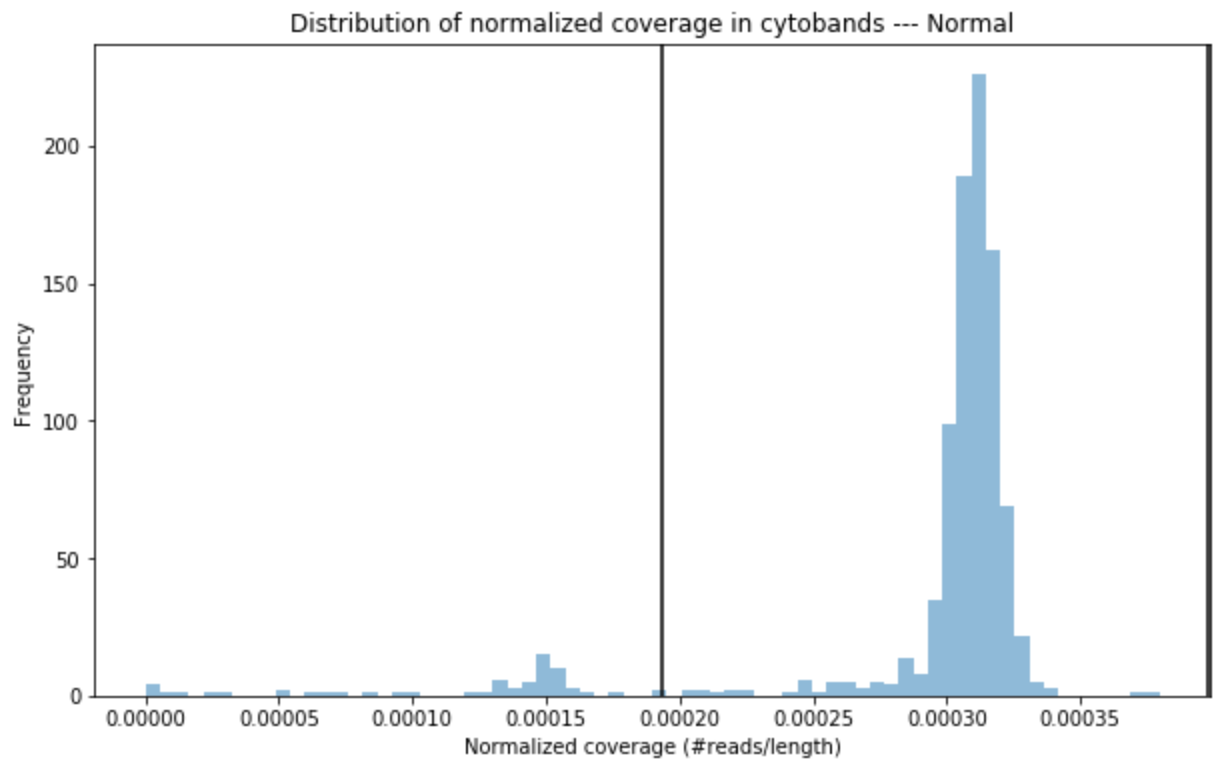 Distribution of normalized coverage in cytobands --- Normal
200
150
100
50
0
Frequency
0.00000 0.00005 0.00010 0.00015 0.00020 0.00025 0.00030 0.00035
Normalized coverage (#reads/length)